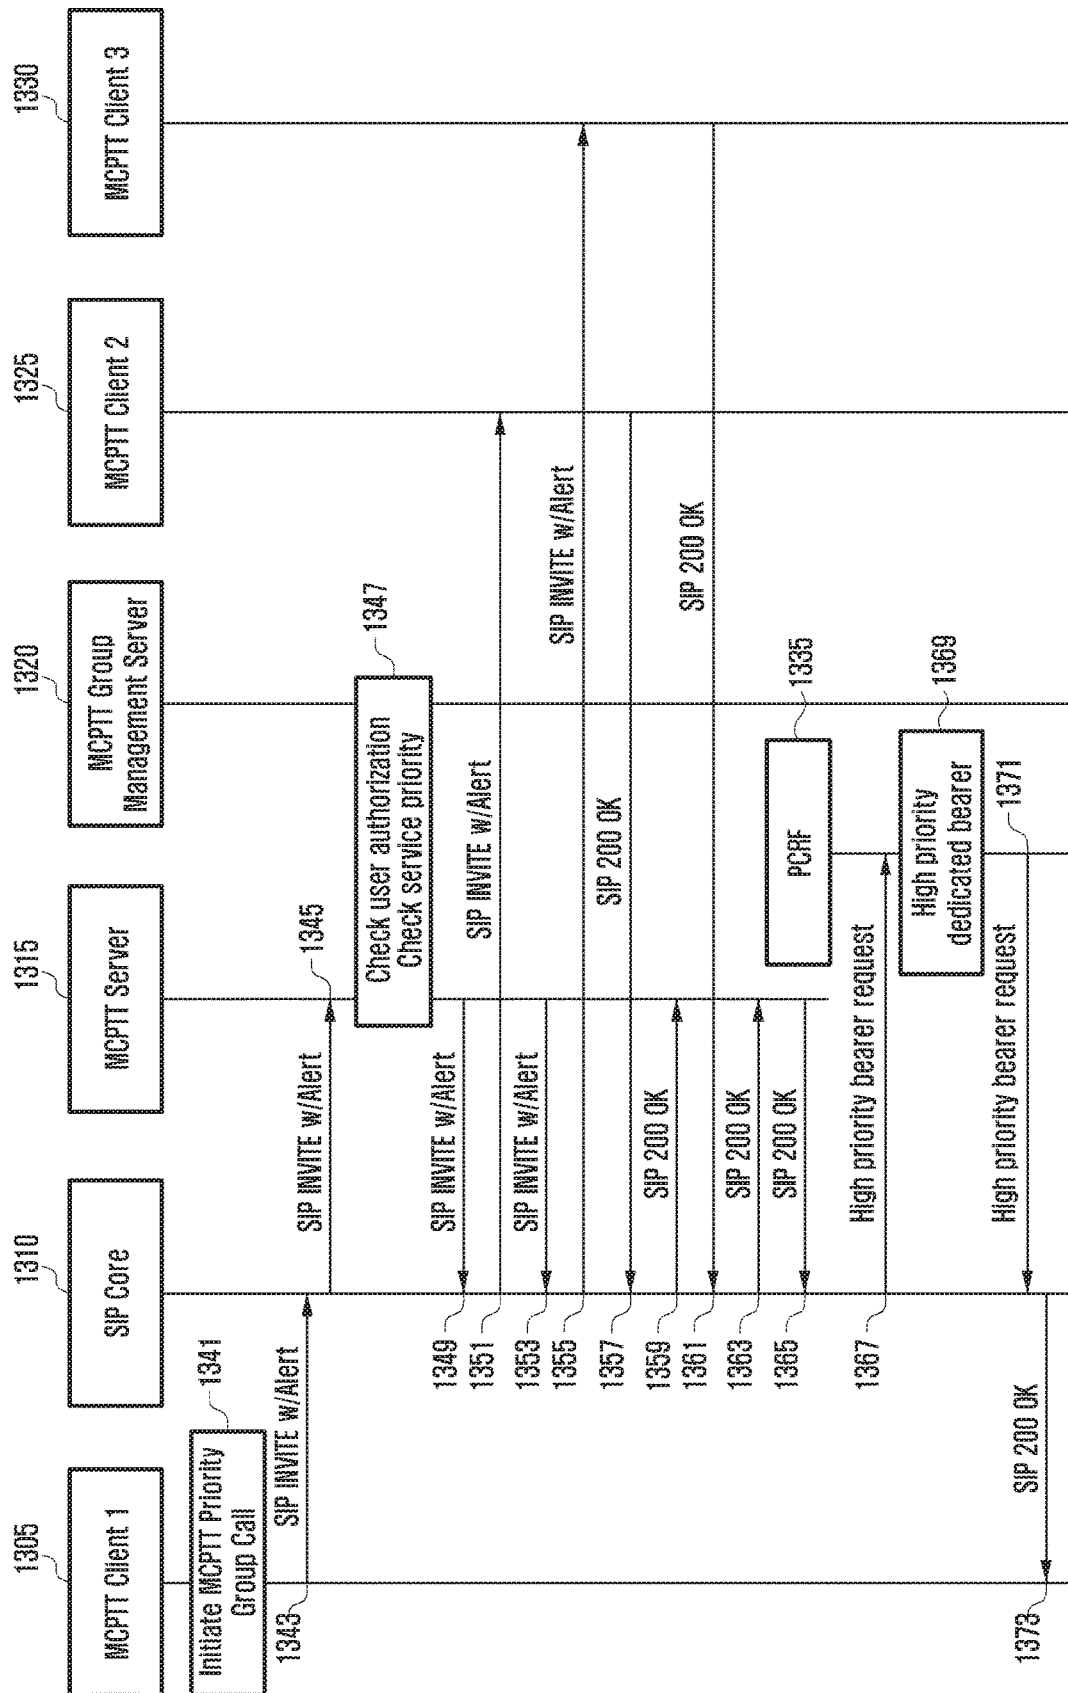 1305
MCPTT Client 1
1310
SIP Core
1315
MCPTT Server
1320
MCPTT Group
Management Server
1325
MCPTT Client 2
1330
MCPTT Client 3
Initiate MCPTT Priority
Group Call
1341
SIP INVITE w/Alert
1343
SIP INVITE w/Alert
1345
Check user authorization
Check service priority
1347
SIP INVITE w/Alert
1349
SIP INVITE w/Alert
1351
SIP INVITE w/Alert
1353
SIP INVITE w/Alert
1355
SIP 200 OK
1357
SIP 200 OK
1359
SIP 200 OK
1361
SIP 200 OK
1363
SIP 200 OK
1365
PCRF
1335
High priority bearer request
1367
High priority
dedicated bearer
1369
High priority bearer request
1371
SIP 200 OK
1373